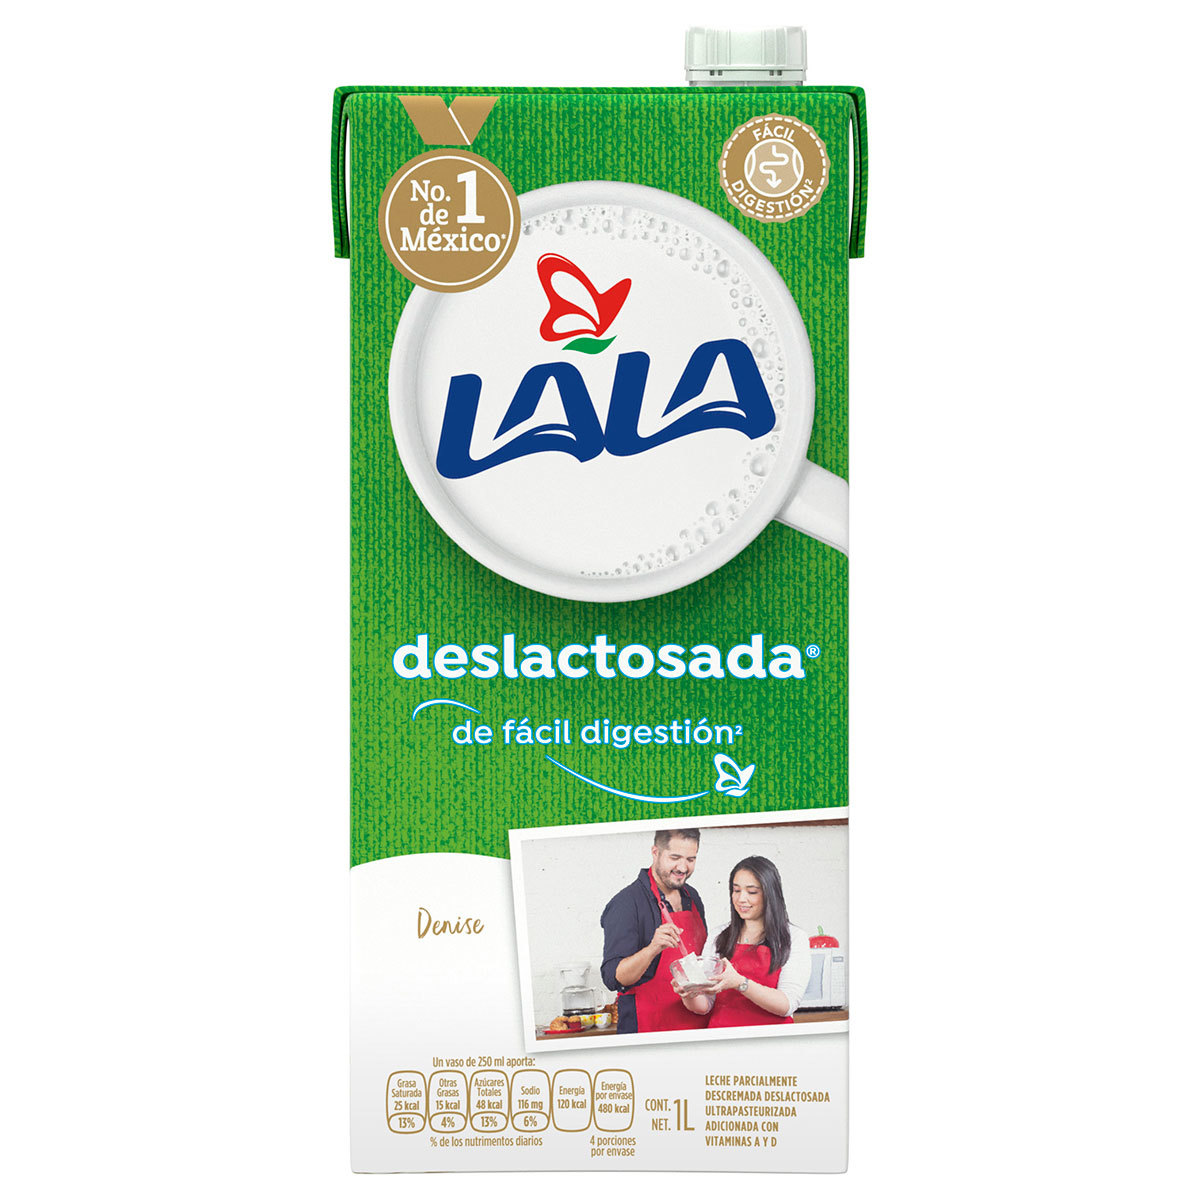 No. 1
de
México*
FÁCIL
DIGESTIÓN²
LALA
deslactosada®
de fácil digestión²
Denise
Un vaso de 250 ml aporta:
Grasa Saturada 25 kcal 13%
Otras Grasas 15 kcal 4%
Azúcares Totales 48 kcal 13%
Sodio 116 mg 6%
Energía 120 kcal
Energía por envase 480 kcal
% de los nutrimentos diarios
4 porciones
por envase
CONT.
NET. 1L
LECHE PARCIALMENTE
DESCREMADA DESLACTOSADA
ULTRAPASTEURIZADA
ADICIONADA CON
VITAMINAS A Y D